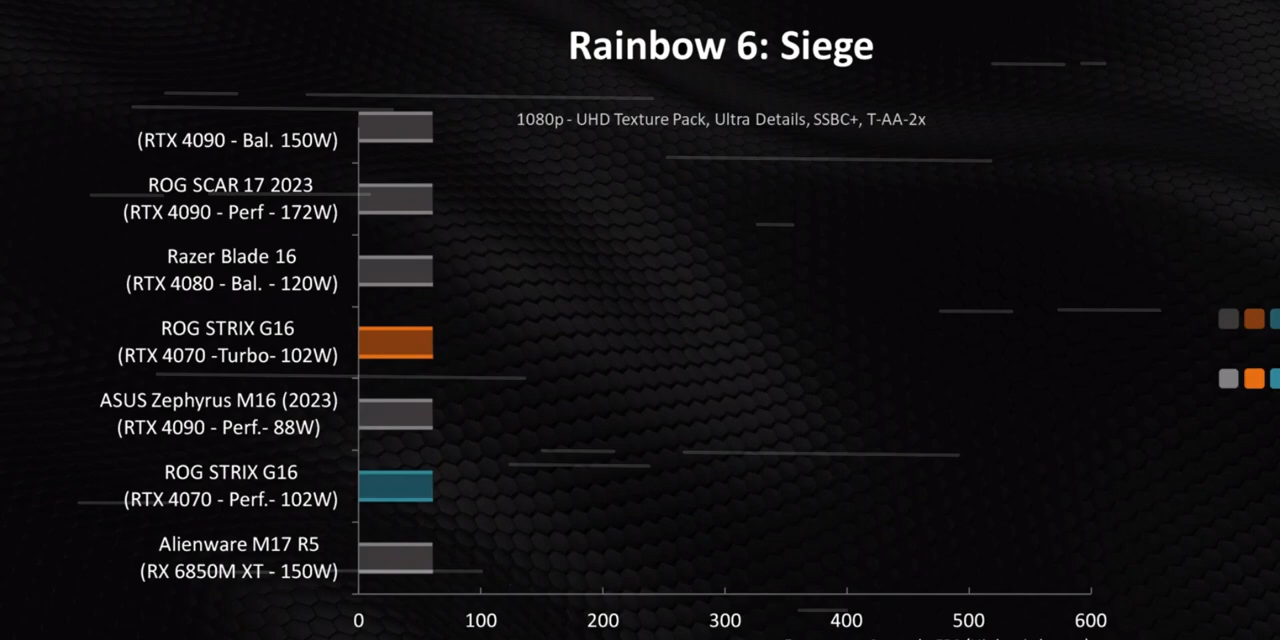 Rainbow 6: Siege
1080p - UHD Texture Pack, Ultra Details, SSBC+, T-AA-2x
(RTX 4090 - Bal. 150W)
ROG SCAR 17 2023
(RTX 4090 - Perf - 172W)
Razer Blade 16
(RTX 4080 - Bal. - 120W)
ROG STRIX G16
(RTX 4070 -Turbo- 102W)
ASUS Zephyrus M16 (2023)
(RTX 4090 - Perf.- 88W)
ROG STRIX G16
(RTX 4070 - Perf.- 102W)
Alienware M17 R5
(RX 6850M XT - 150W)
0 100 200 300 400 500 600